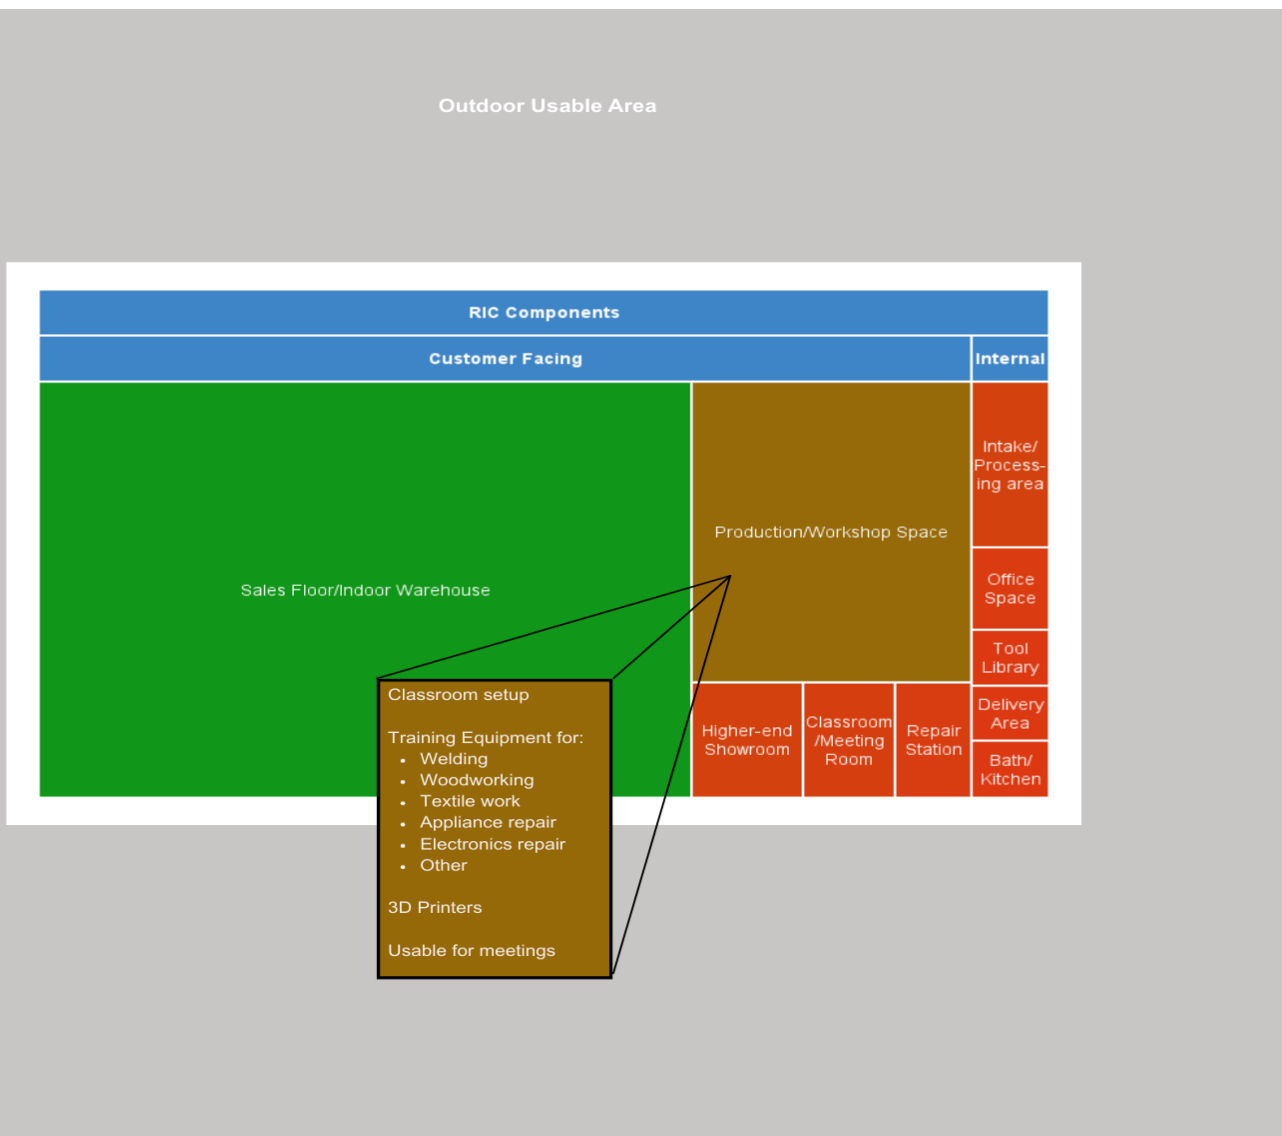 Outdoor Usable Area
RIC Components
Customer Facing
Internal
Sales Floor/Indoor Warehouse
Production/Workshop Space
Intake/
Process-
ing area
Office
Space
Tool
Library
Delivery
Area
Bath/
Kitchen
Higher-end
Showroom
Classroom
/Meeting
Room
Repair
Station
Classroom setup
Training Equipment for:
• Welding
• Woodworking
• Textile work
• Appliance repair
• Electronics repair
• Other
3D Printers
Usable for meetings